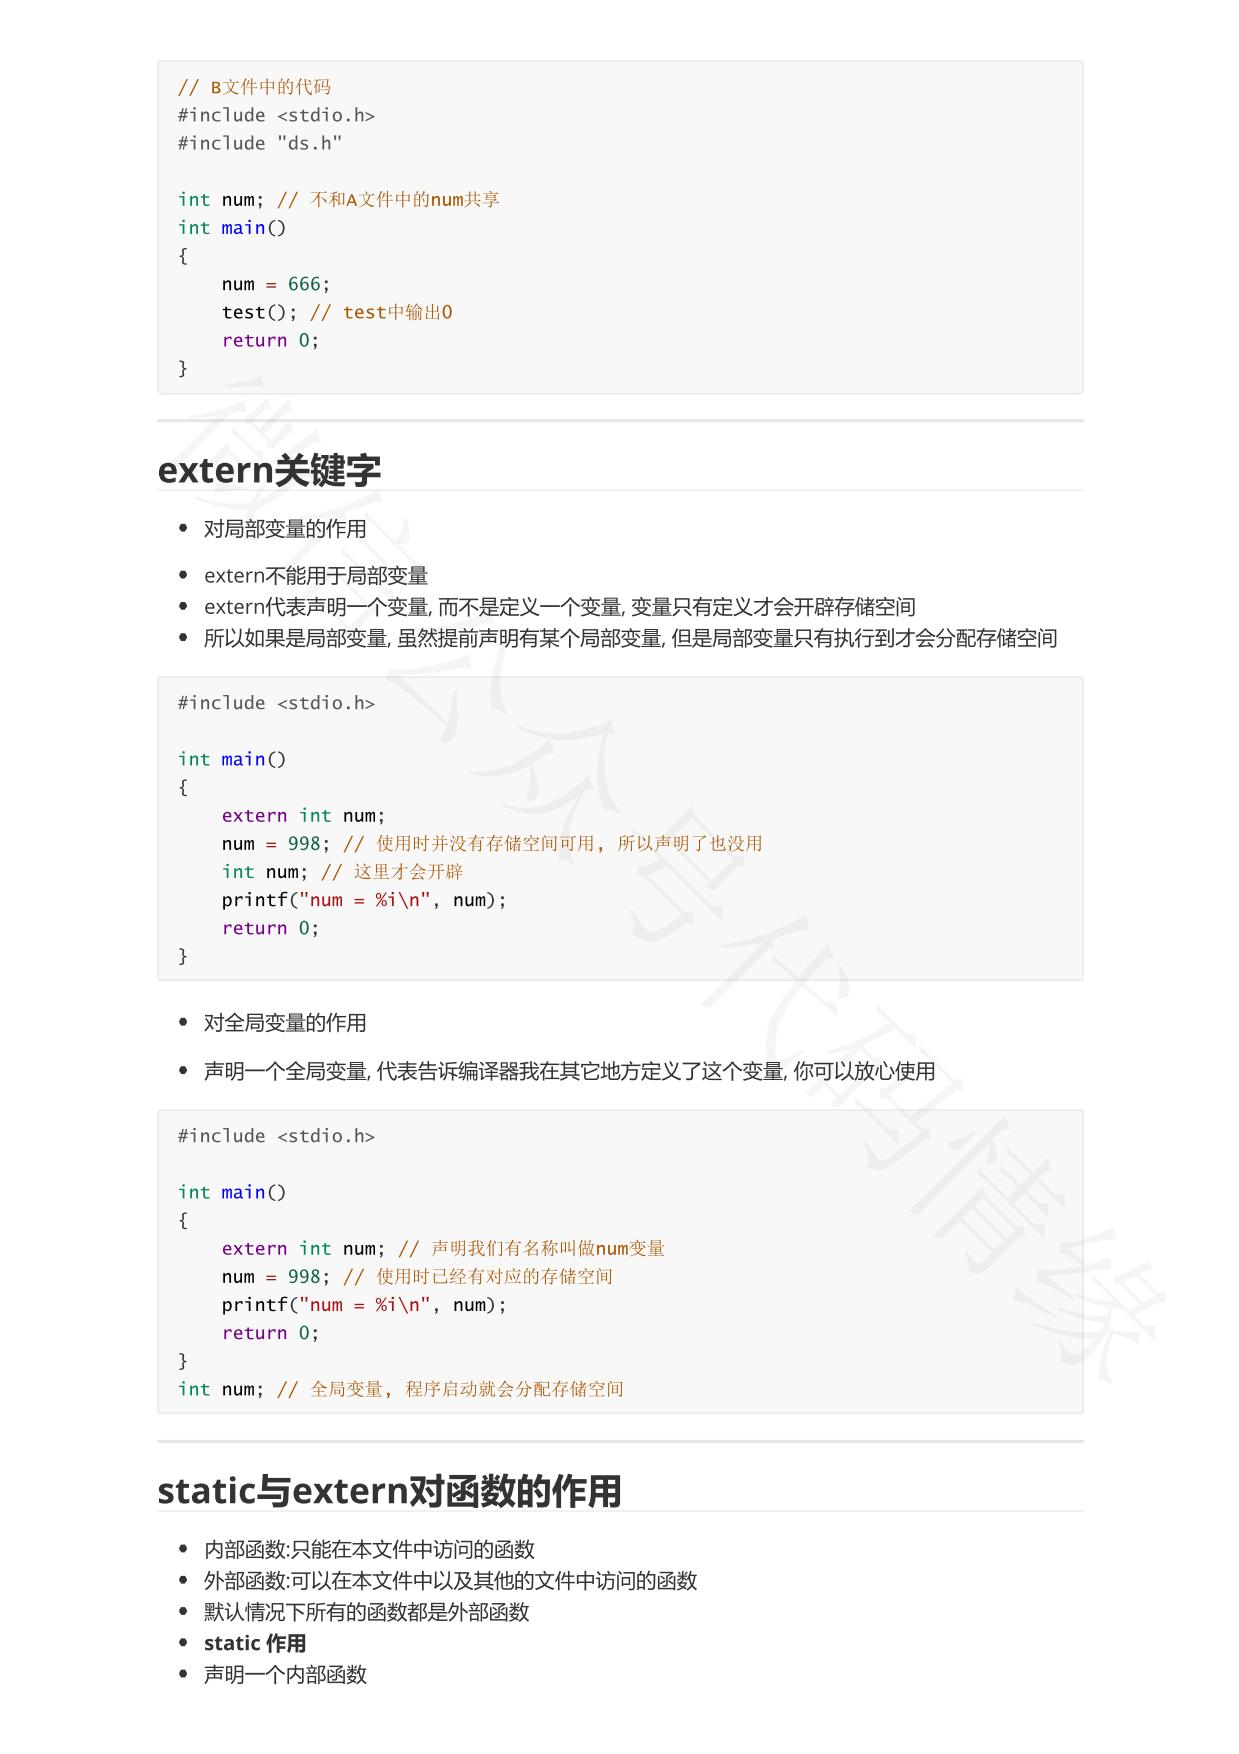 // B文件中的代码
#include <stdio.h>
#include "ds.h"
int num; // 不和A文件中的num共享
int main()
{
    num = 666;
    test(); // test中输出0
    return 0;
}
extern关键字
• 对局部变量的作用
• extern不能用于局部变量
• extern代表声明一个变量, 而不是定义一个变量, 变量只有定义才会开辟存储空间
• 所以如果是局部变量, 虽然提前声明有某个局部变量, 但是局部变量只有执行到才会分配存储空间
#include <stdio.h>
int main()
{
    extern int num;
    num = 998; // 使用时并没有存储空间可用, 所以声明了也没用
    int num; // 这里才会开辟
    printf("num = %i\n", num);
    return 0;
}
• 对全局变量的作用
• 声明一个全局变量, 代表告诉编译器我在其它地方定义了这个变量, 你可以放心使用
#include <stdio.h>
int main()
{
    extern int num; // 声明我们有名称叫做num变量
    num = 998; // 使用时已经有对应的存储空间
    printf("num = %i\n", num);
    return 0;
}
int num; // 全局变量, 程序启动就会分配存储空间
static与extern对函数的作用
• 内部函数:只能在本文件中访问的函数
• 外部函数:可以在本文件中以及其他的文件中访问的函数
• 默认情况下所有的函数都是外部函数
• static 作用
• 声明一个内部函数
微信公众号代码情缘